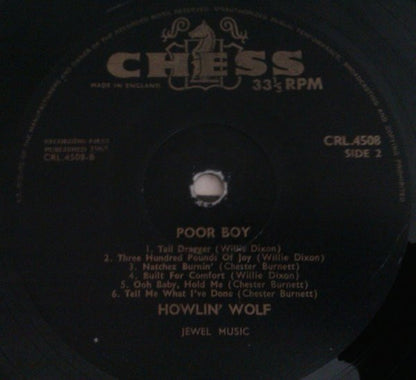 CHESS
MADE IN ENGLAND
33⅓ RPM
RECORDING FIRST
PUBLISHED
CRL.4508-B
CRL.4508
SIDE 2
POOR BOY
1. Tail Dragger (Willie Dixon)
2. Three Hundred Pounds Of Joy (Willie Dixon)
3. Natchez Burnin' (Chester Burnett)
4. Built For Comfort (Willie Dixon)
5. Ooh Baby, Hold Me (Chester Burnett)
6. Tell Me What I've Done (Chester Burnett)
HOWLIN' WOLF
JEWEL MUSIC